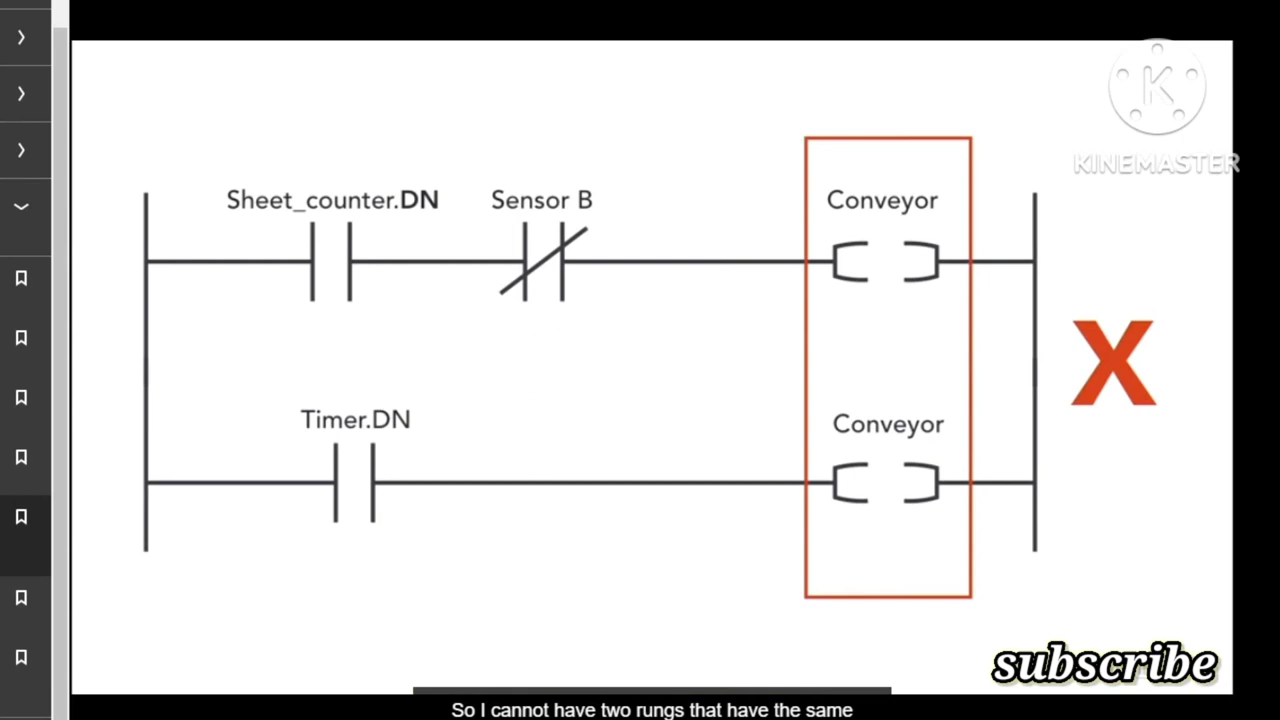 K
KINEMASTER
Sheet_counter.DN Sensor B Conveyor
X
Timer.DN Conveyor
subscribe
So I cannot have two rungs that have the same